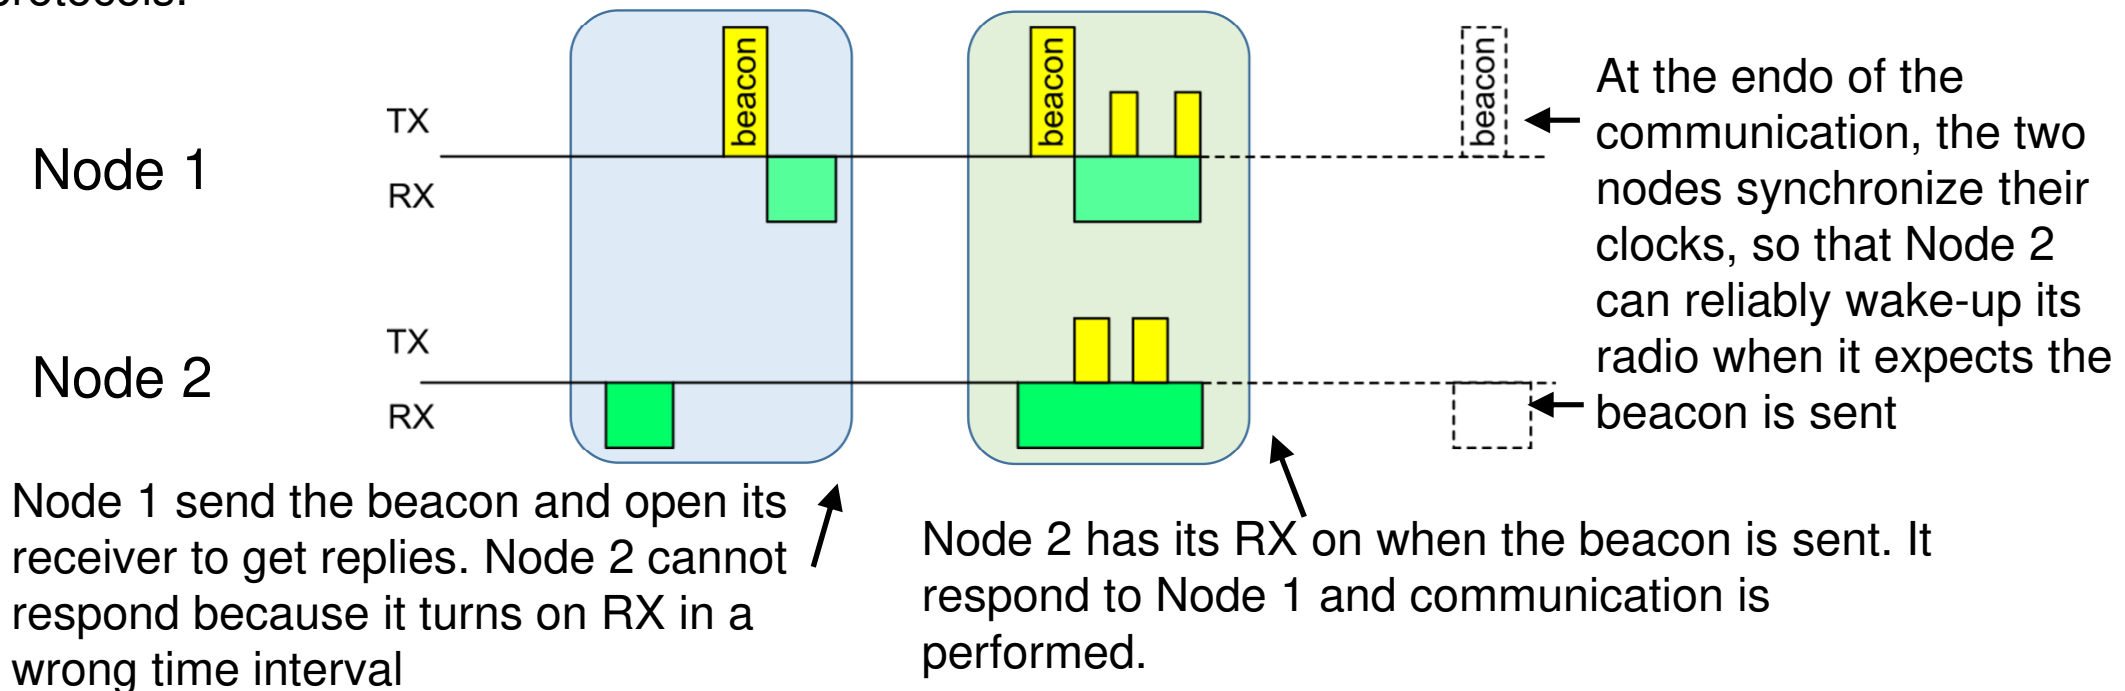 protocols.
beacon
beacon
beacon
TX
Node 1
RX
TX
Node 2
RX
At the endo of the
communication, the two
nodes synchronize their
clocks, so that Node 2
can reliably wake-up its
radio when it expects the
beacon is sent
Node 1 send the beacon and open its
receiver to get replies. Node 2 cannot
respond because it turns on RX in a
wrong time interval
Node 2 has its RX on when the beacon is sent. It
respond to Node 1 and communication is
performed.